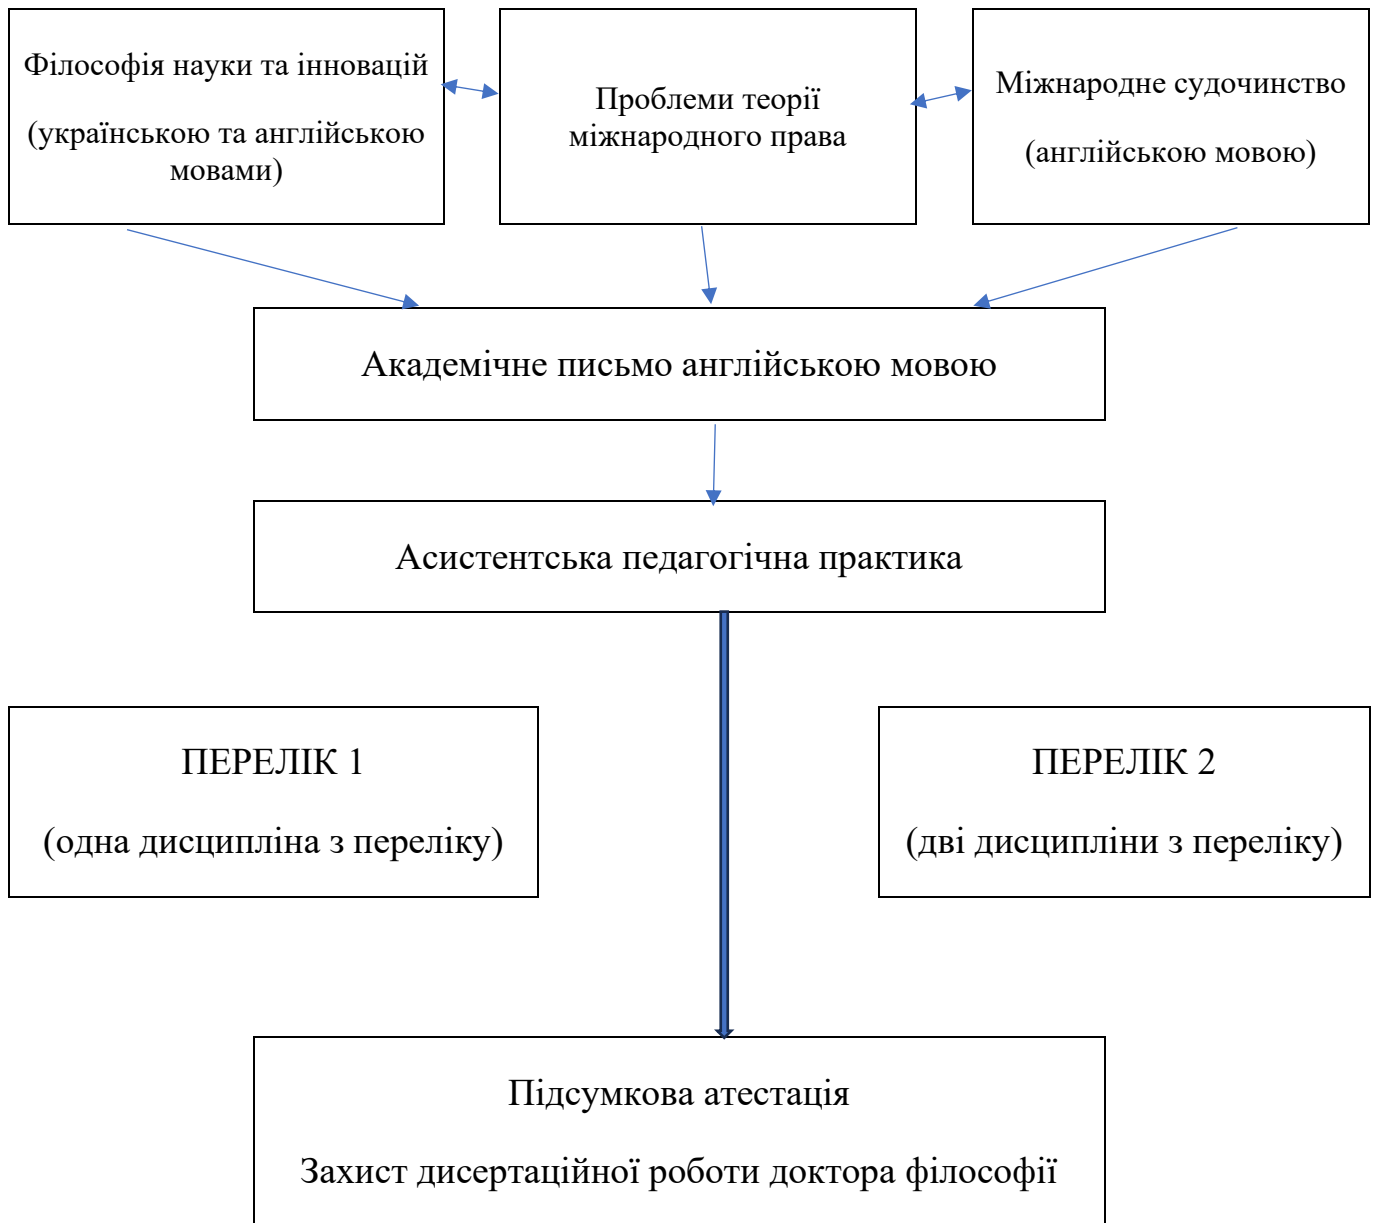 Філософія науки та інновацій
(українською та англійською
мовами)
Проблеми теорії
міжнародного права
Міжнародне судочинство
(англійською мовою)
Академічне письмо англійською мовою
Асистентська педагогічна практика
ПЕРЕЛІК 1
(одна дисципліна з переліку)
ПЕРЕЛІК 2
(дві дисципліни з переліку)
Підсумкова атестація
Захист дисертаційної роботи доктора філософії